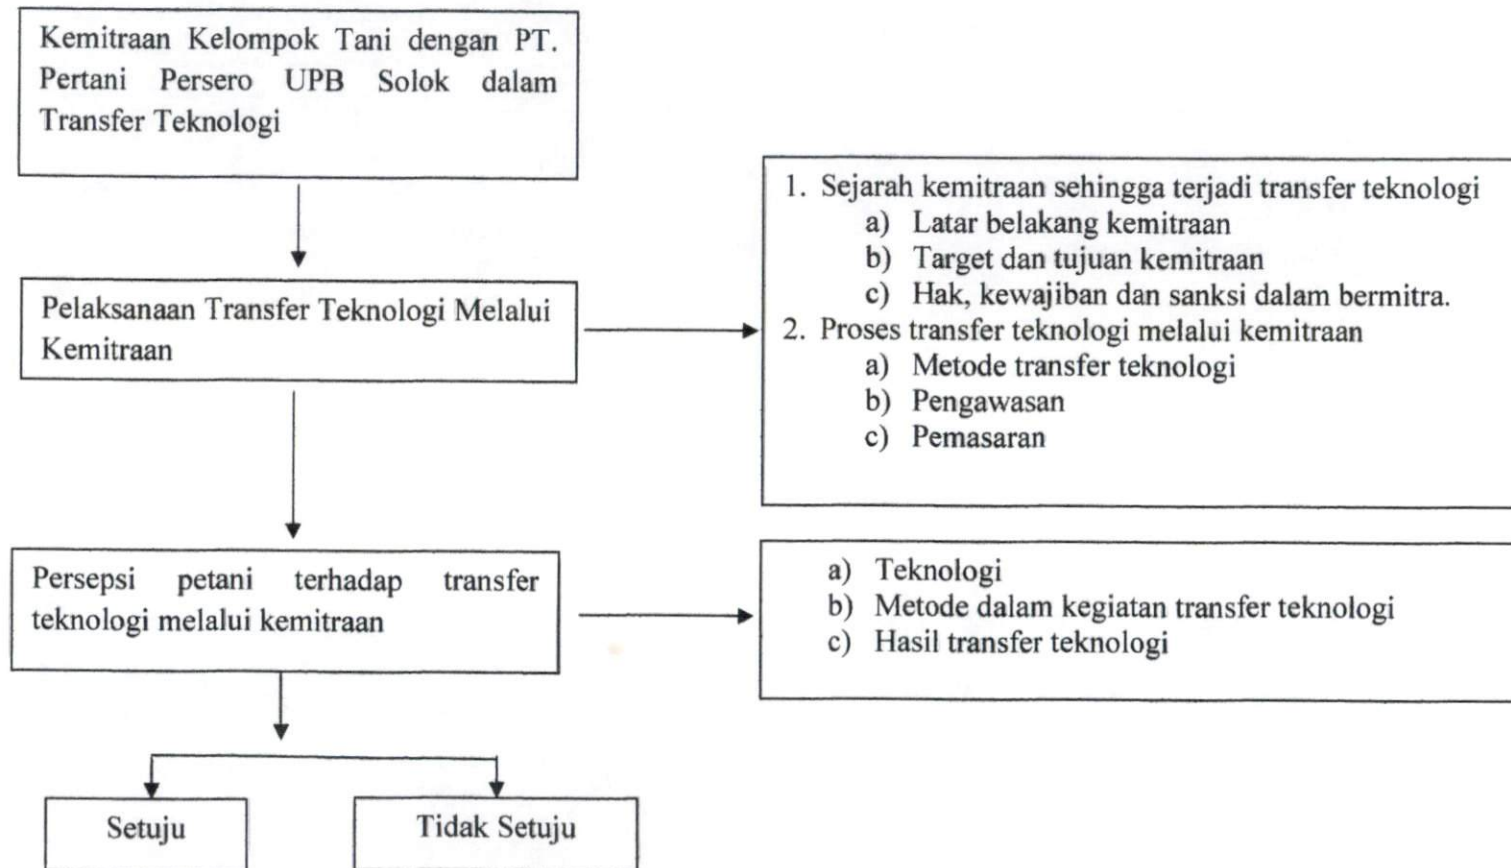 Kemitraan Kelompok Tani dengan PT.
Pertani Persero UPB Solok dalam
Transfer Teknologi
Pelaksanaan Transfer Teknologi Melalui
Kemitraan
1. Sejarah kemitraan sehingga terjadi transfer teknologi
a) Latar belakang kemitraan
b) Target dan tujuan kemitraan
c) Hak, kewajiban dan sanksi dalam bermitra.
2. Proses transfer teknologi melalui kemitraan
a) Metode transfer teknologi
b) Pengawasan
c) Pemasaran
Persepsi petani terhadap transfer
teknologi melalui kemitraan
a) Teknologi
b) Metode dalam kegiatan transfer teknologi
c) Hasil transfer teknologi
Setuju
Tidak Setuju